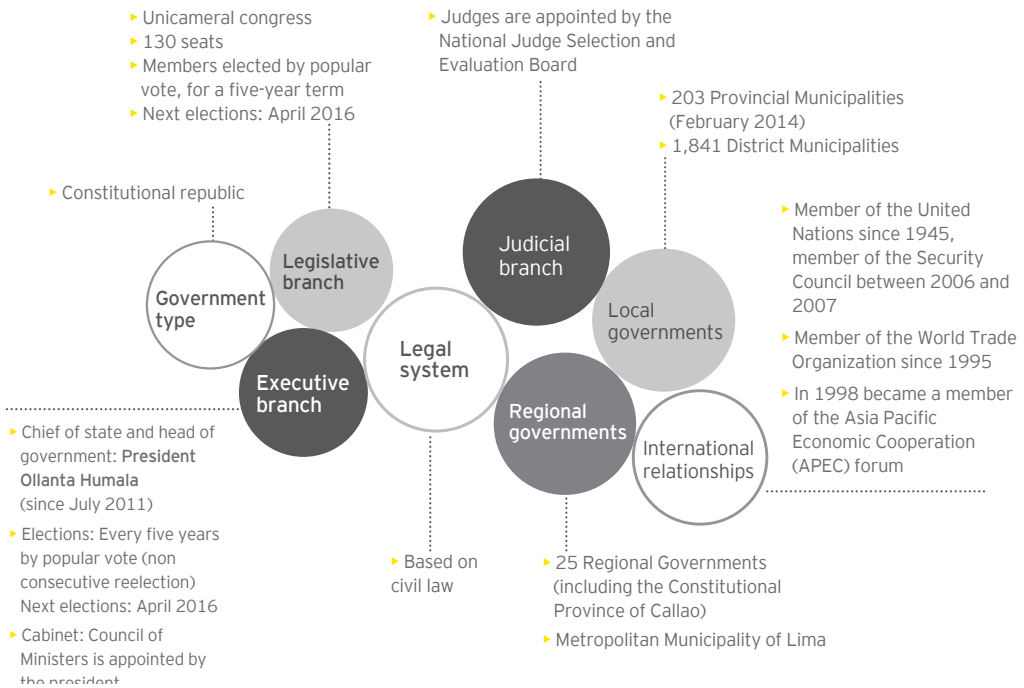 ▸ Unicameral congress
▸ 130 seats
▸ Members elected by popular
vote, for a five-year term
▸ Next elections: April 2016
▸ Judges are appointed by the
National Judge Selection and
Evaluation Board
▸ 203 Provincial Municipalities
(February 2014)
▸ 1,841 District Municipalities
▸ Constitutional republic
▸ Member of the United
Nations since 1945,
member of the Security
Council between 2006 and
2007
▸ Member of the World Trade
Organization since 1995
▸ In 1998 became a member
of the Asia Pacific
Economic Cooperation
(APEC) forum
Government
type
Legislative
branch
Executive
branch
Legal
system
Judicial
branch
Local
governments
Regional
governments
International
relationships
▸ Chief of state and head of
government: President
Ollanta Humala
(since July 2011)
▸ Elections: Every five years
by popular vote (non
consecutive reelection)
Next elections: April 2016
▸ Cabinet: Council of
Ministers is appointed by
the president
▸ Based on
civil law
▸ 25 Regional Governments
(including the Constitutional
Province of Callao)
▸ Metropolitan Municipality of Lima